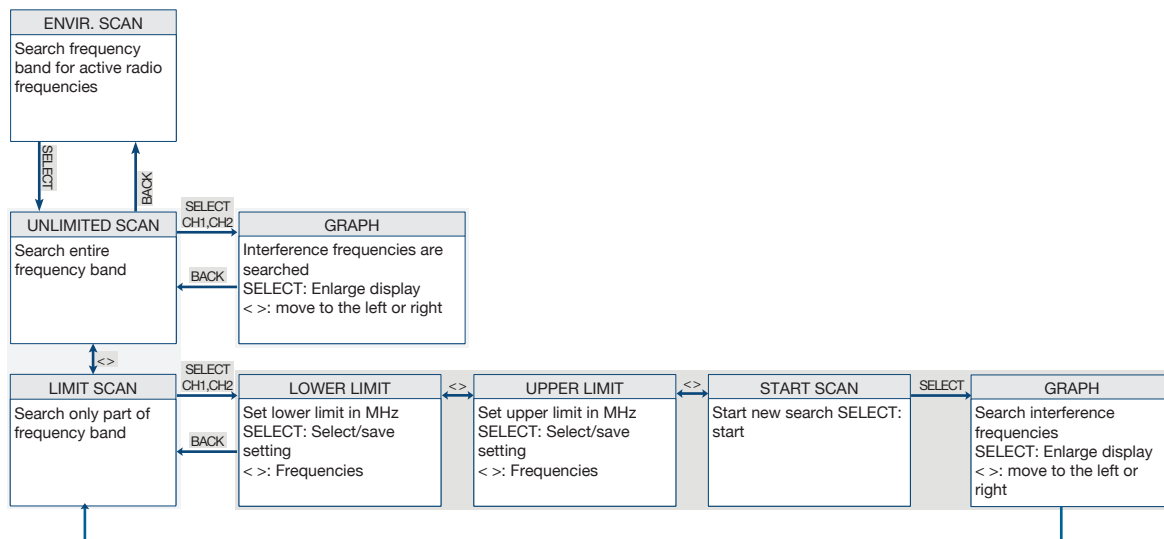 ENVIR. SCAN
Search frequency
band for active radio
frequencies
SELECT
BACK
UNLIMITED SCAN
Search entire
frequency band
SELECT
CH1,CH2
BACK
GRAPH
Interference frequencies are
searched
SELECT: Enlarge display
< >: move to the left or right
< >
LIMIT SCAN
Search only part of
frequency band
SELECT
CH1,CH2
BACK
LOWER LIMIT
Set lower limit in MHz
SELECT: Select/save
setting
< >: Frequencies
< >
UPPER LIMIT
Set upper limit in MHz
SELECT: Select/save
setting
< >: Frequencies
< >
START SCAN
Start new search SELECT:
start
SELECT
GRAPH
Search interference
frequencies
SELECT: Enlarge display
< >: move to the left or
right